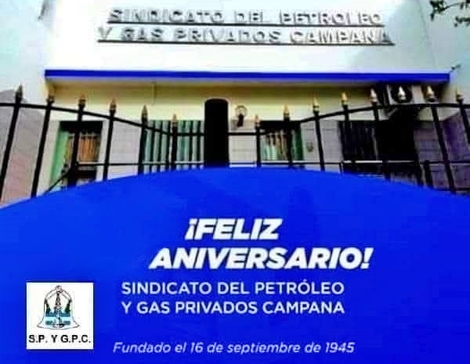 SINDICATO DEL PETROLEO
Y GAS PRIVADOS CAMPANA
¡FELIZ
ANIVERSARIO!
SINDICATO DEL PETRÓLEO
Y GAS PRIVADOS CAMPANA
S.P. Y G.P.C.
Fundado el 16 de septiembre de 1945